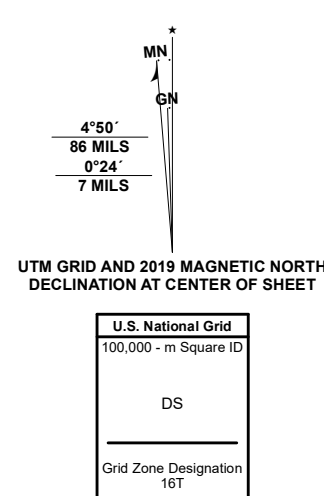 ★
MN
GN
4°50´
86 MILS
0°24´
7 MILS
UTM GRID AND 2019 MAGNETIC NORTH
DECLINATION AT CENTER OF SHEET
U.S. National Grid
100,000 - m Square ID
DS
Grid Zone Designation
16T